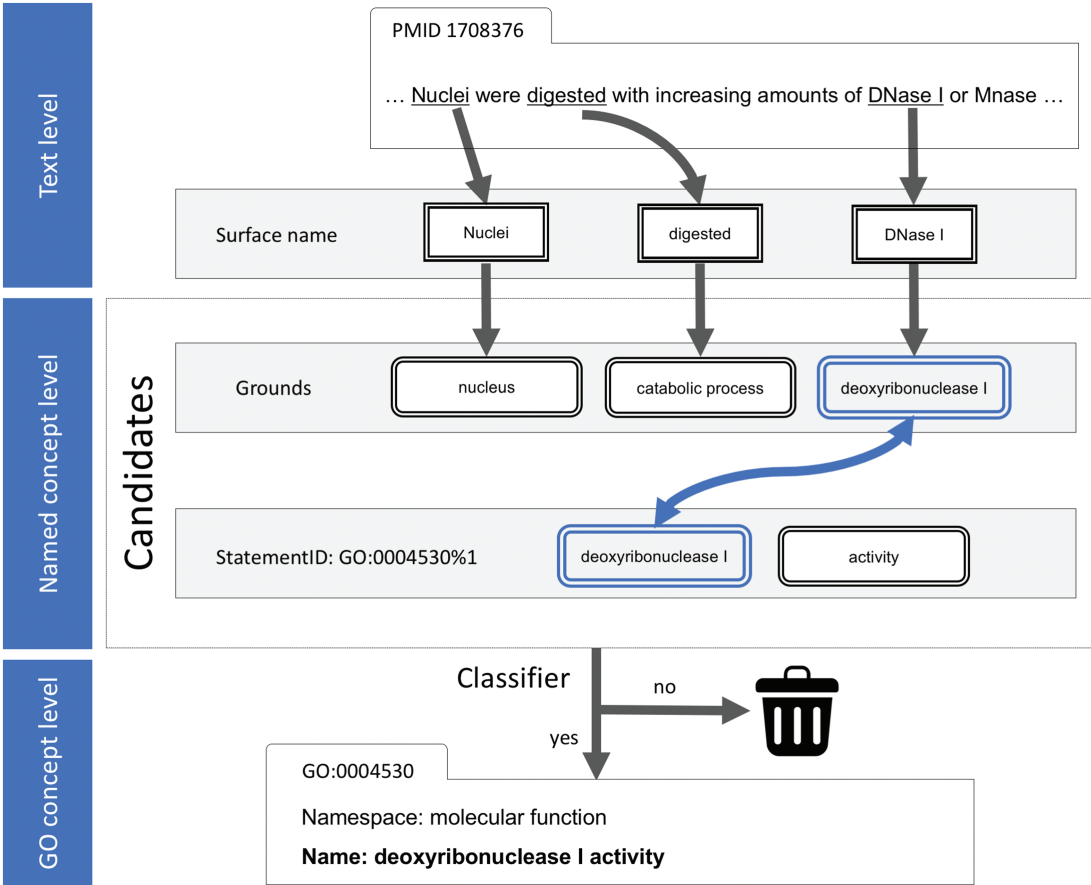 Text level
PMID 1708376
… Nuclei were digested with increasing amounts of DNase I or Mnase …
Surface name
Nuclei
digested
DNase I
Named concept level
Candidates
Grounds
nucleus
catabolic process
deoxyribonuclease I
StatementID: GO:0004530%1
deoxyribonuclease I
activity
GO concept level
Classifier
no
yes
GO:0004530
Namespace: molecular function
Name: deoxyribonuclease I activity